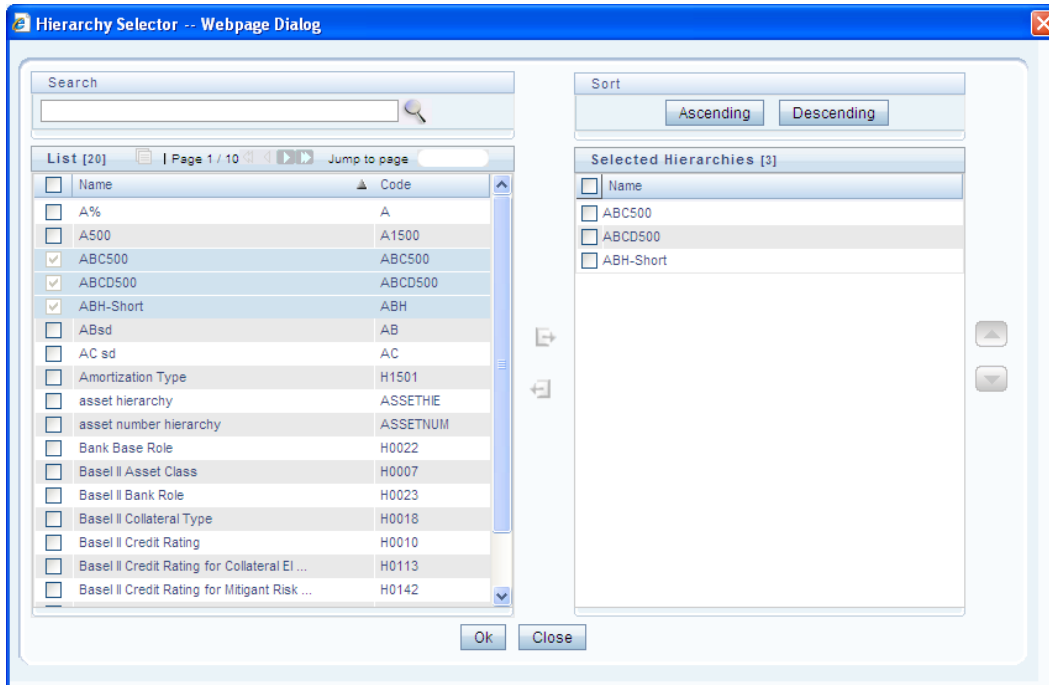 Hierarchy Selector -- Webpage Dialog
Search
List [20] | Page 1 / 10 Jump to page
Name Code
A% A
A500 A1500
ABC500 ABC500
ABCD500 ABCD500
ABH-Short ABH
ABsd AB
AC sd AC
Amortization Type H1501
asset hierarchy ASSETHIE
asset number hierarchy ASSETNUM
Bank Base Role H0022
Basel II Asset Class H0007
Basel II Bank Role H0023
Basel II Collateral Type H0018
Basel II Credit Rating H0010
Basel II Credit Rating for Collateral El ... H0113
Basel II Credit Rating for Mitigant Risk ... H0142
Sort
Ascending Descending
Selected Hierarchies [3]
Name
ABC500
ABCD500
ABH-Short
Ok Close